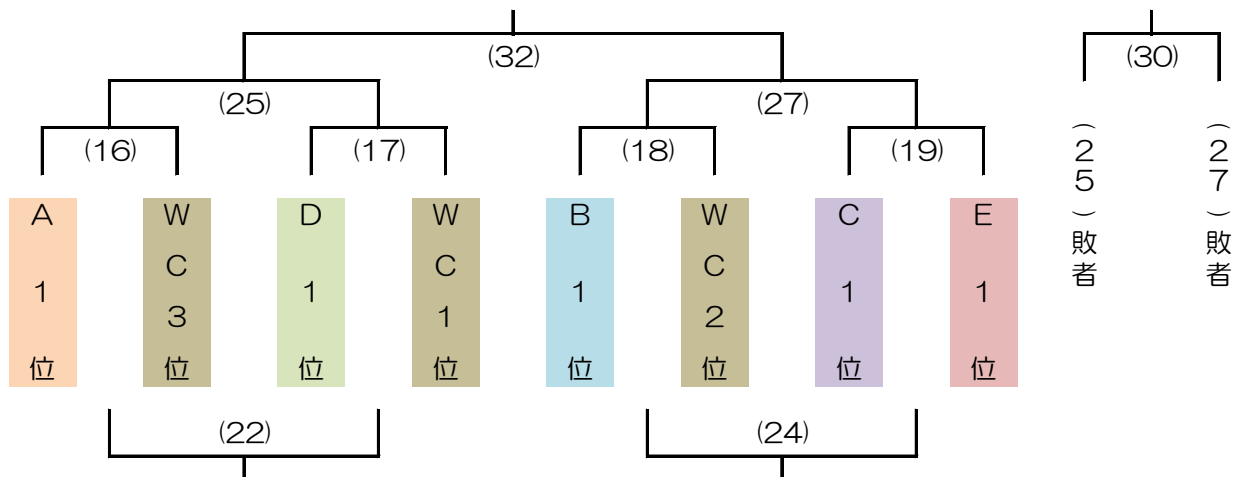 (32)
(30)
(25)
(27)
(16)
(17)
(18)
(19)
(25)敗者
(27)敗者
A1位
WC3位
D1位
WC1位
B1位
WC2位
C1位
E1位
(22)
(24)